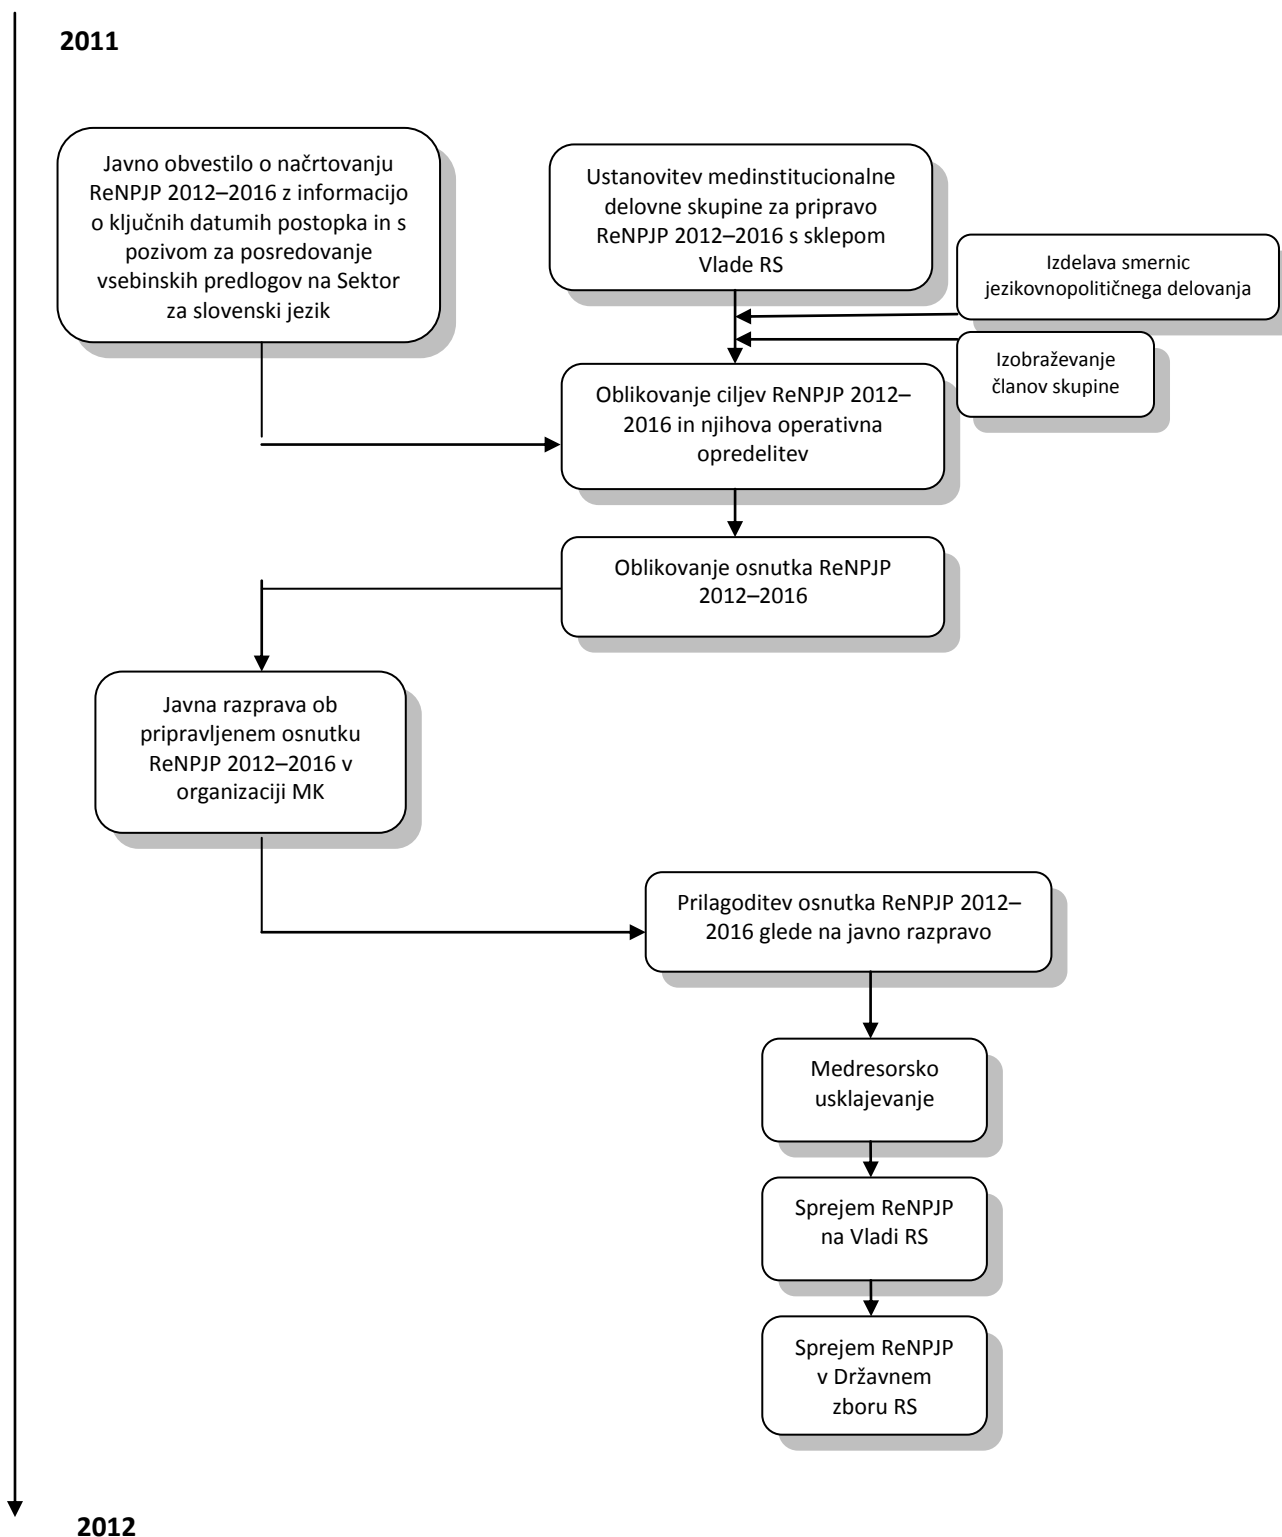 2011
Javno obvestilo o načrtovanju
ReNPJP 2012–2016 z informacijo
o ključnih datumih postopka in s
pozivom za posredovanje
vsebinskih predlogov na Sektor
za slovenski jezik
Ustanovitev medinstitucionalne
delovne skupine za pripravo
ReNPJP 2012–2016 s sklepom
Vlade RS
Izdelava smernic
jezikovnopolitičnega delovanja
Izobraževanje
članov skupine
Oblikovanje ciljev ReNPJP 2012–
2016 in njihova operativna
opredelitev
Oblikovanje osnutka ReNPJP
2012–2016
Javna razprava ob
pripravljenem osnutku
ReNPJP 2012–2016 v
organizaciji MK
Prilagoditev osnutka ReNPJP 2012–
2016 glede na javno razpravo
Medresorsko
usklajevanje
Sprejem ReNPJP
na Vladi RS
Sprejem ReNPJP
v Državnem
zboru RS
2012